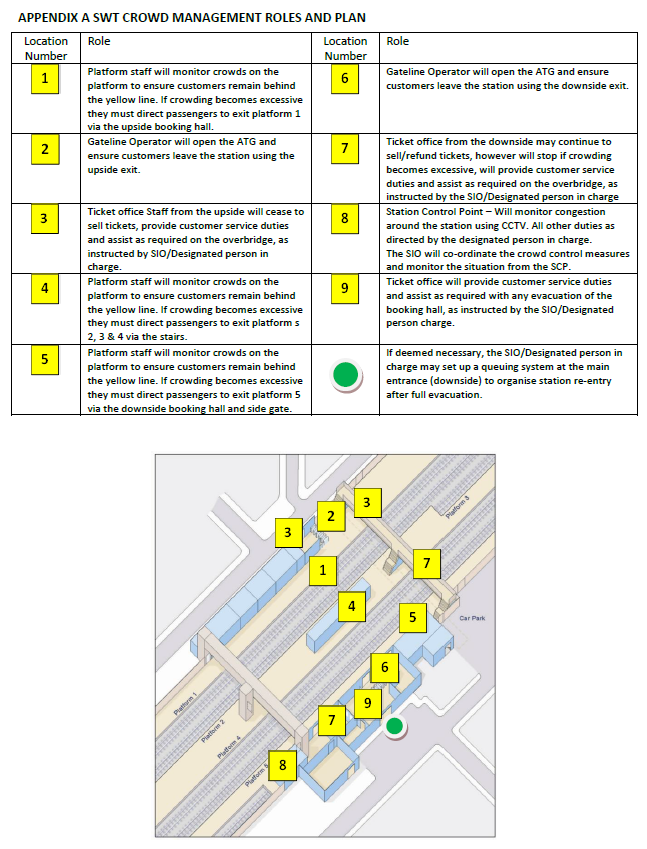 APPENDIX A SWT CROWD MANAGEMENT ROLES AND PLAN
Location
Number
Role
Location
Number
Role
1
Platform staff will monitor crowds on the
platform to ensure customers remain behind
the yellow line. If crowding becomes excessive
they must direct passengers to exit platform 1
via the upside booking hall.
6
Gateline Operator will open the ATG and ensure
customers leave the station using the downside exit.
2
Gateline Operator will open the ATG and
ensure customers leave the station using the
upside exit.
7
Ticket office from the downside may continue to
sell/refund tickets, however will stop if crowding
becomes excessive, will provide customer service
duties and assist as required on the overbridge, as
instructed by the SIO/Designated person in charge
3
Ticket office Staff from the upside will cease to
sell tickets, provide customer service duties
and assist as required on the overbridge, as
instructed by SIO/Designated person in
charge.
8
Station Control Point – Will monitor congestion
around the station using CCTV. All other duties as
directed by the designated person in charge.
The SIO will co-ordinate the crowd control measures
and monitor the situation from the SCP.
4
Platform staff will monitor crowds on the
platform to ensure customers remain behind
the yellow line. If crowding becomes excessive
they must direct passengers to exit platform s
2, 3 & 4 via the stairs.
9
Ticket office will provide customer service duties
and assist as required with any evacuation of the
booking hall, as instructed by the SIO/Designated
person charge.
5
Platform staff will monitor crowds on the
platform to ensure customers remain behind
the yellow line. If crowding becomes excessive
they must direct passengers to exit platform 5
via the downside booking hall and side gate.
If deemed necessary, the SIO/Designated person in
charge may set up a queuing system at the main
entrance (downside) to organise station re-entry
after full evacuation.
3
2
3
Platform 3
1
7
4
5
Car Park
6
9
7
8
Platform 1
Platform 2
Platform 4
Platform